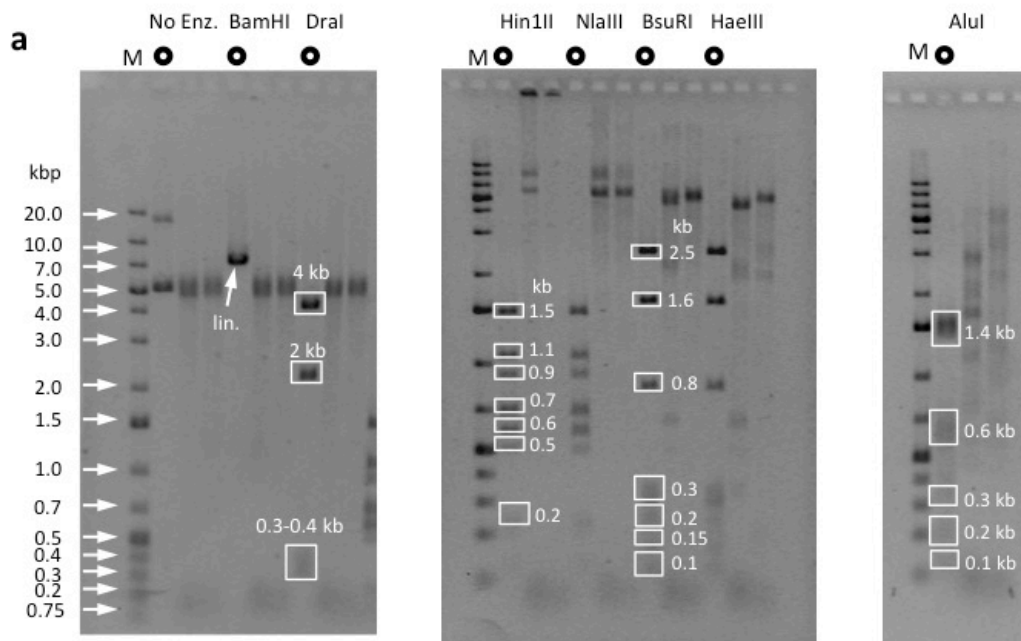 a
No Enz. BamHI DraI
M
kbp
20.0
10.0
7.0
5.0
4.0
3.0
2.0
1.5
1.0
0.7
0.5
0.4
0.3
0.2
0.75
lin.
4 kb
2 kb
0.3-0.4 kb
Hin1II NlaIII BsuRI HaeIII
M
kb
1.5
1.1
0.9
0.7
0.6
0.5
0.2
kb
2.5
1.6
0.8
0.3
0.2
0.15
0.1
AluI
M
1.4 kb
0.6 kb
0.3 kb
0.2 kb
0.1 kb